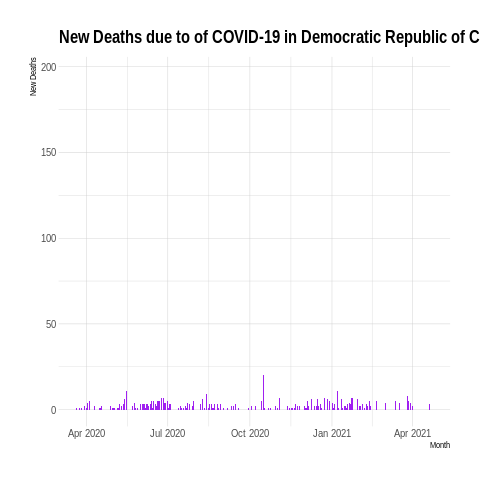 New Deaths due to of COVID-19 in Democratic Republic of C
New Deaths
200
150
100
50
0
Apr 2020 Jul 2020 Oct 2020 Jan 2021 Apr 2021
Month